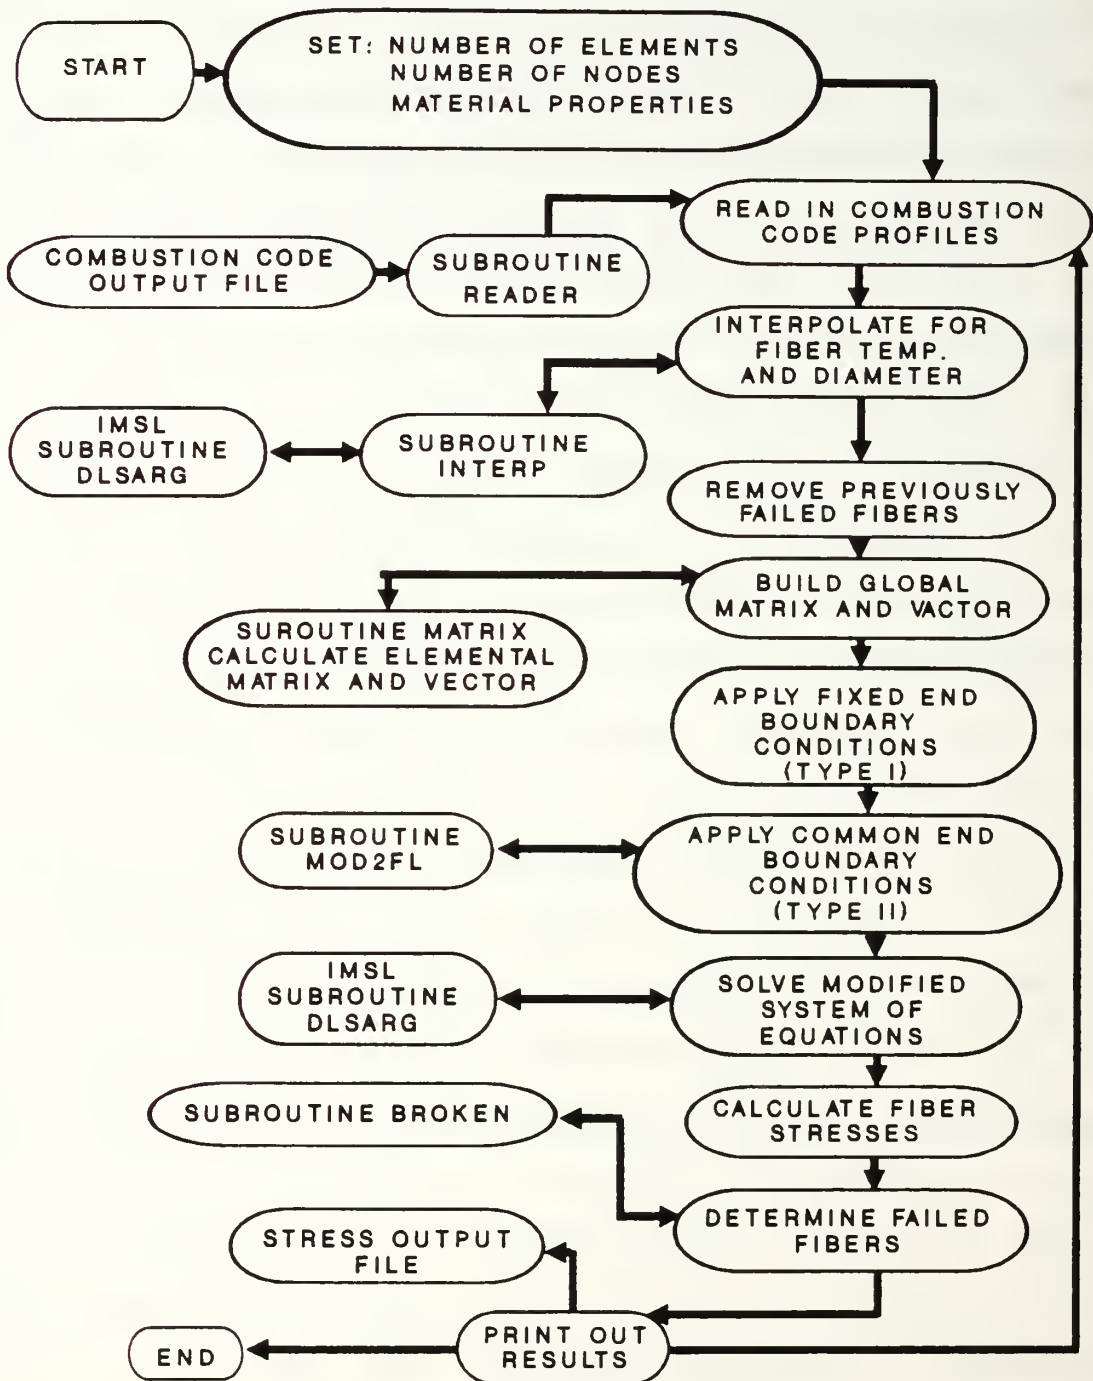 START
SET: NUMBER OF ELEMENTS
NUMBER OF NODES
MATERIAL PROPERTIES
READ IN COMBUSTION
CODE PROFILES
COMBUSTION CODE
OUTPUT FILE
SUBROUTINE
READER
INTERPOLATE FOR
FIBER TEMP.
AND DIAMETER
IMSL
SUBROUTINE
DLSARG
SUBROUTINE
INTERP
REMOVE PREVIOUSLY
FAILED FIBERS
BUILD GLOBAL
MATRIX AND VACTOR
SUROUTINE MATRIX
CALCULATE ELEMENTAL
MATRIX AND VECTOR
APPLY FIXED END
BOUNDARY
CONDITIONS
(TYPE I)
SUBROUTINE
MOD2FL
APPLY COMMON END
BOUNDARY
CONDITIONS
(TYPE II)
IMSL
SUBROUTINE
DLSARG
SOLVE MODIFIED
SYSTEM OF
EQUATIONS
SUBROUTINE BROKEN
CALCULATE FIBER
STRESSES
STRESS OUTPUT
FILE
DETERMINE FAILED
FIBERS
END
PRINT OUT
RESULTS